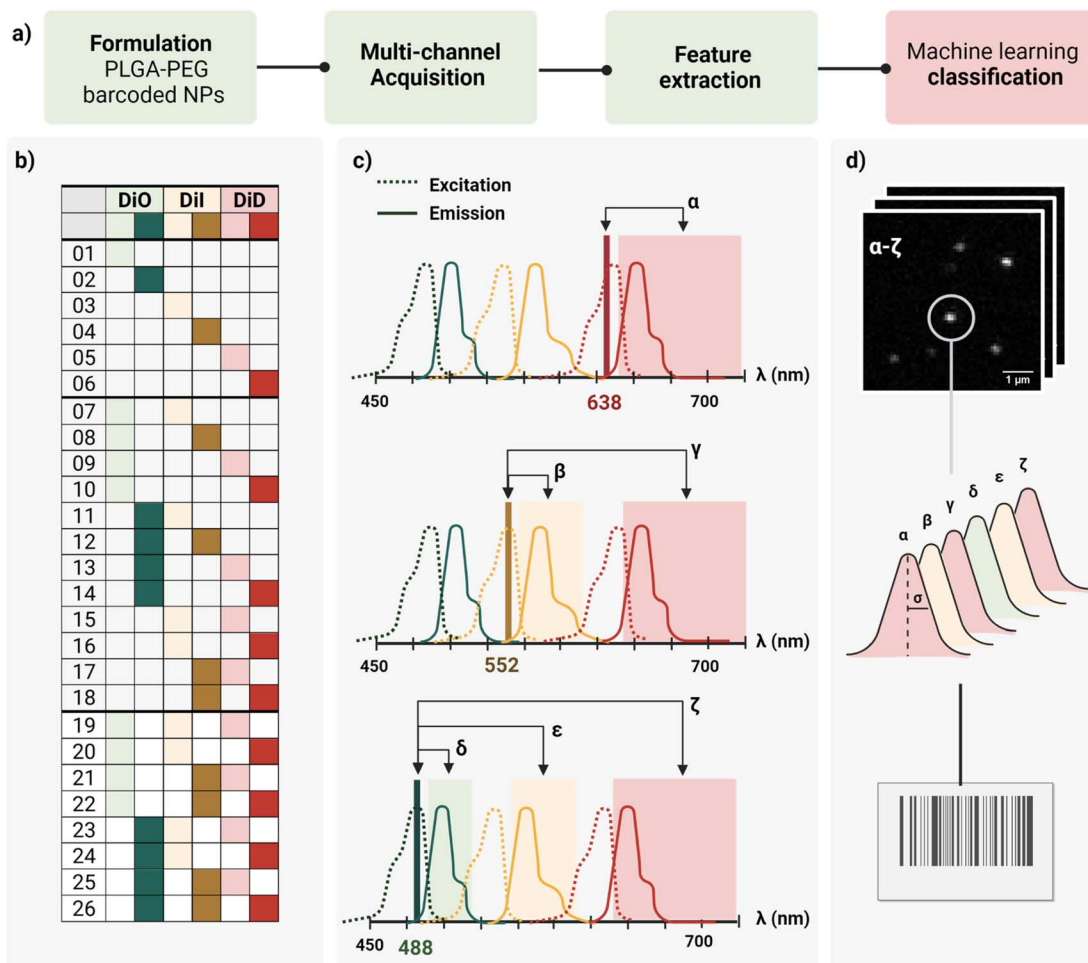 a)
Formulation
PLGA-PEG
barcoded NPs
Multi-channel
Acquisition
Feature
extraction
Machine learning
classification
b)
DiO DiI DiD
01
02
03
04
05
06
07
08
09
10
11
12
13
14
15
16
17
18
19
20
21
22
23
24
25
26
c)
Excitation
Emission
α
450 638 700 λ (nm)
γ
β
450 552 700 λ (nm)
ζ
ε
δ
450 488 700 λ (nm)
d)
α-ζ
1 µm
α β γ δ ε ζ
σ